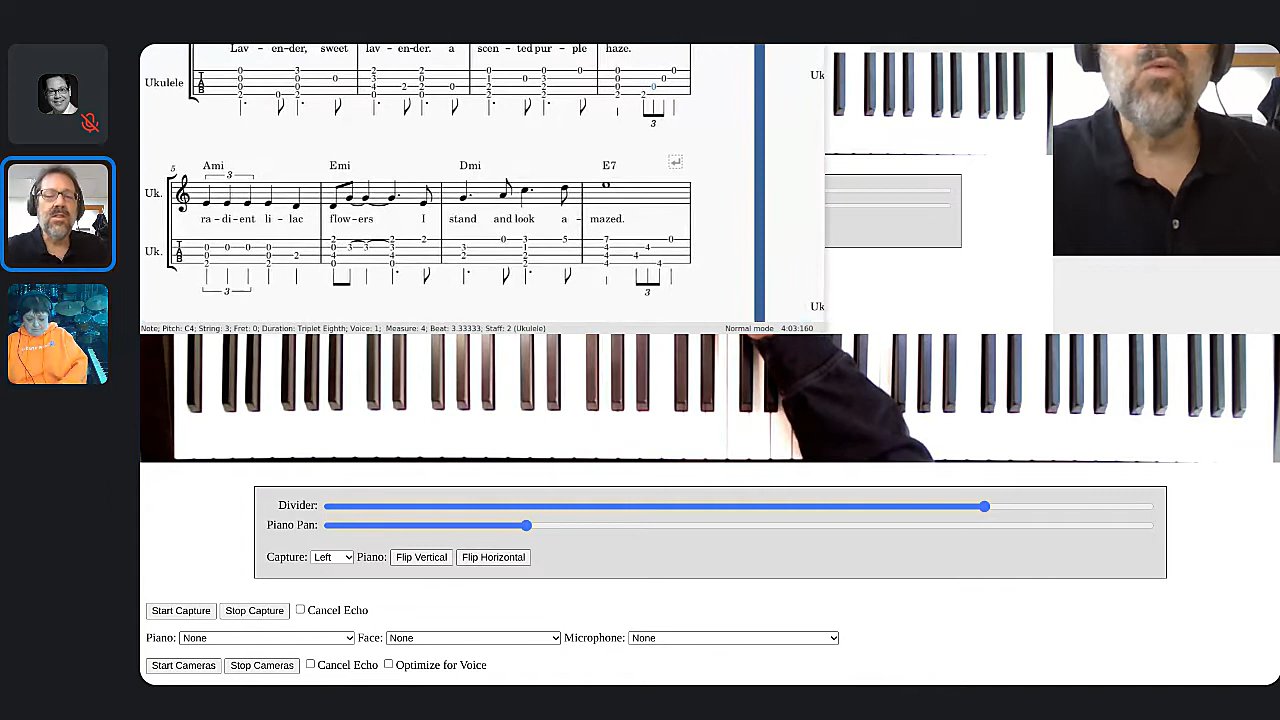 Lav – en–der, sweet lav – en–der. a scen – ted pur – ple haze.
Ukulele
Uk
3
5
Ami
Emi
Dmi
E7
3
Uk.
ra–di–ent li–lac flow–ers I stand and look a – mazed.
Uk.
3
3
Uk
Note; Pitch: C4; String: 3; Fret: 0; Duration: Triplet Eighth; Voice: 1; Measure: 4; Beat: 3.33333; Staff: 2 (Ukulele)
Normal mode 4:03:160
Divider:
Piano Pan:
Capture: Left Piano: Flip Vertical Flip Horizontal
Start Capture Stop Capture Cancel Echo
Piano: None Face: None Microphone: None
Start Cameras Stop Cameras Cancel Echo Optimize for Voice